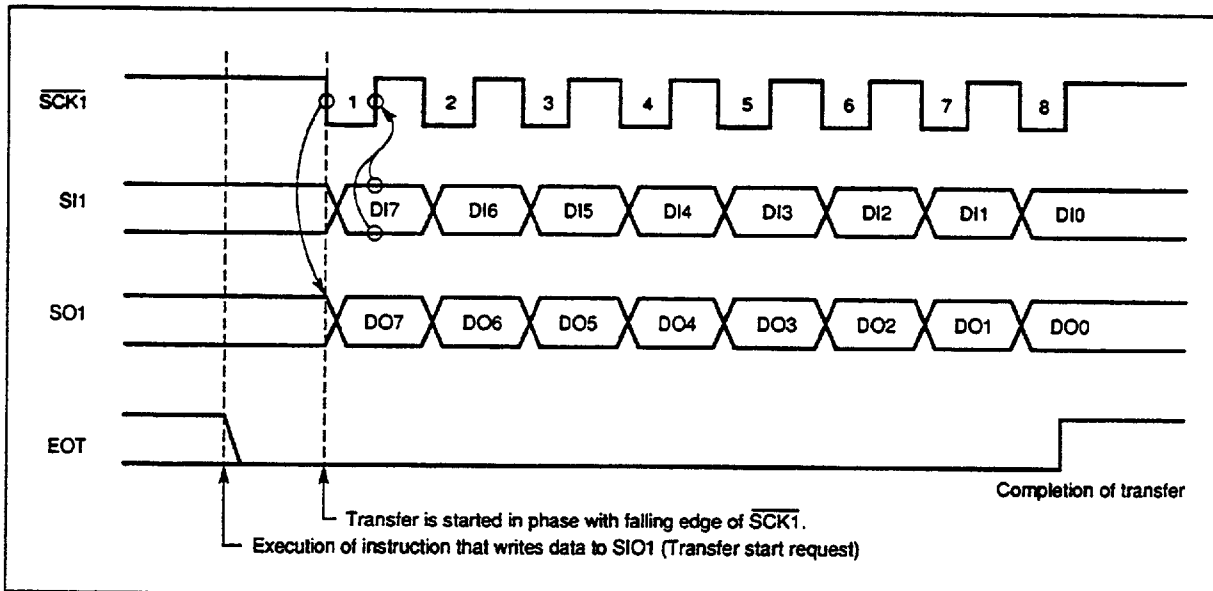 SCK1 1 2 3 4 5 6 7 8
SI1 DI7 DI6 DI5 DI4 DI3 DI2 DI1 DI0
SO1 DO7 DO6 DO5 DO4 DO3 DO2 DO1 DO0
EOT
Completion of transfer
Transfer is started in phase with falling edge of SCK1.
Execution of instruction that writes data to SIO1 (Transfer start request)